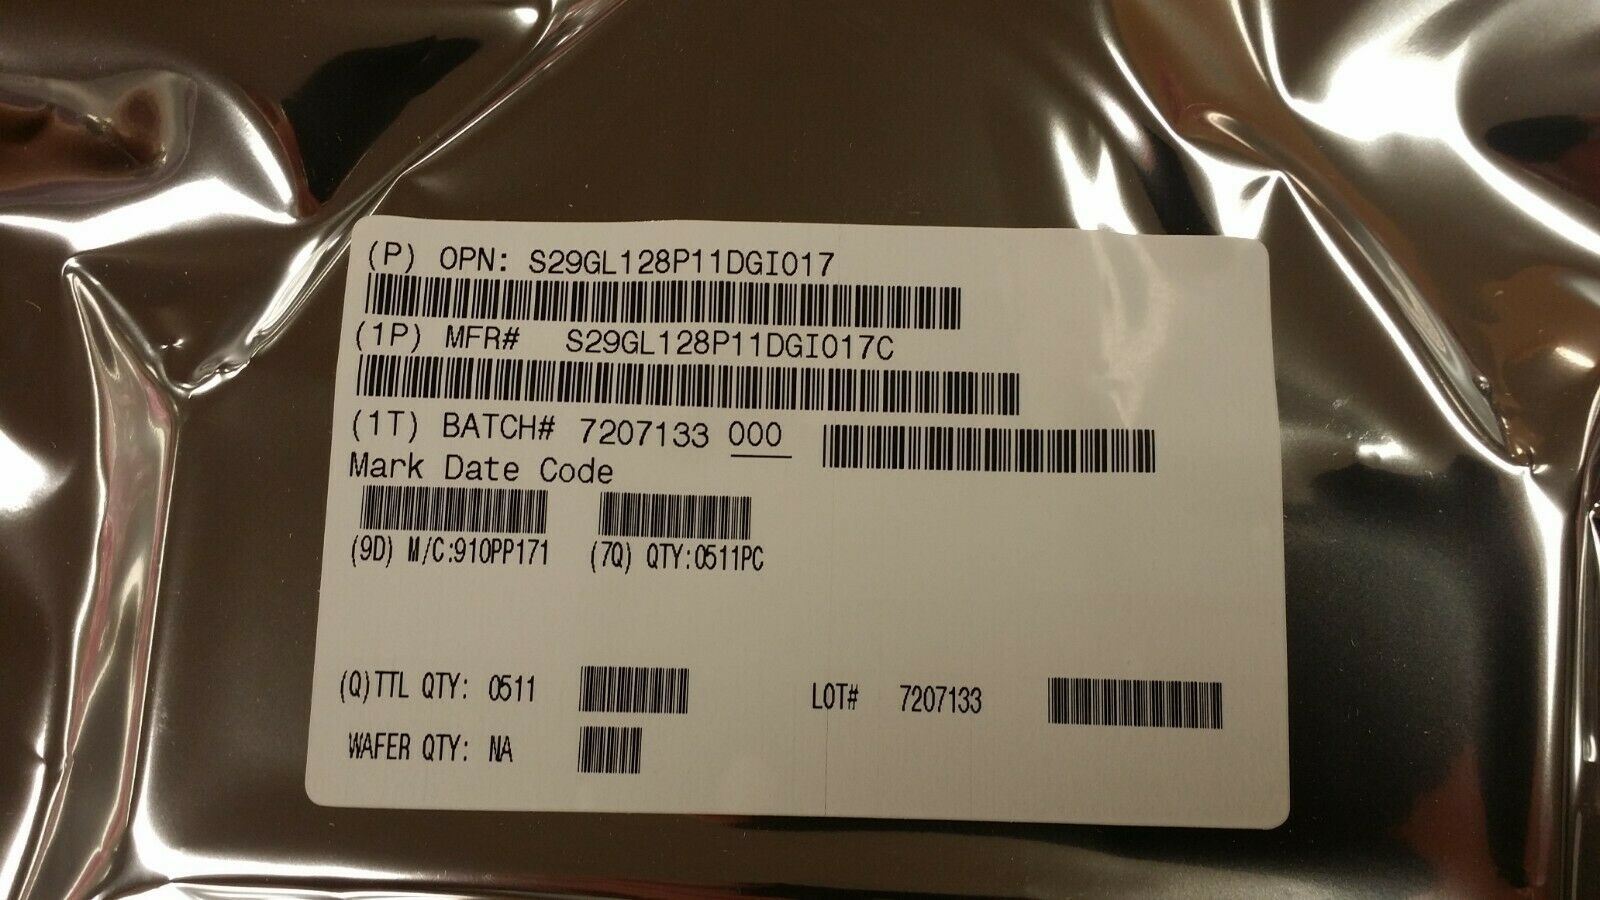 (P) OPN: S29GL128P11DGI017
(1P) MFR# S29GL128P11DGI017C
(1T) BATCH# 7207133 000
Mark Date Code
(9D) M/C:910PP171 (7Q) QTY:0511PC
(Q)TTL QTY: 0511 LOT# 7207133
WAFER QTY: NA